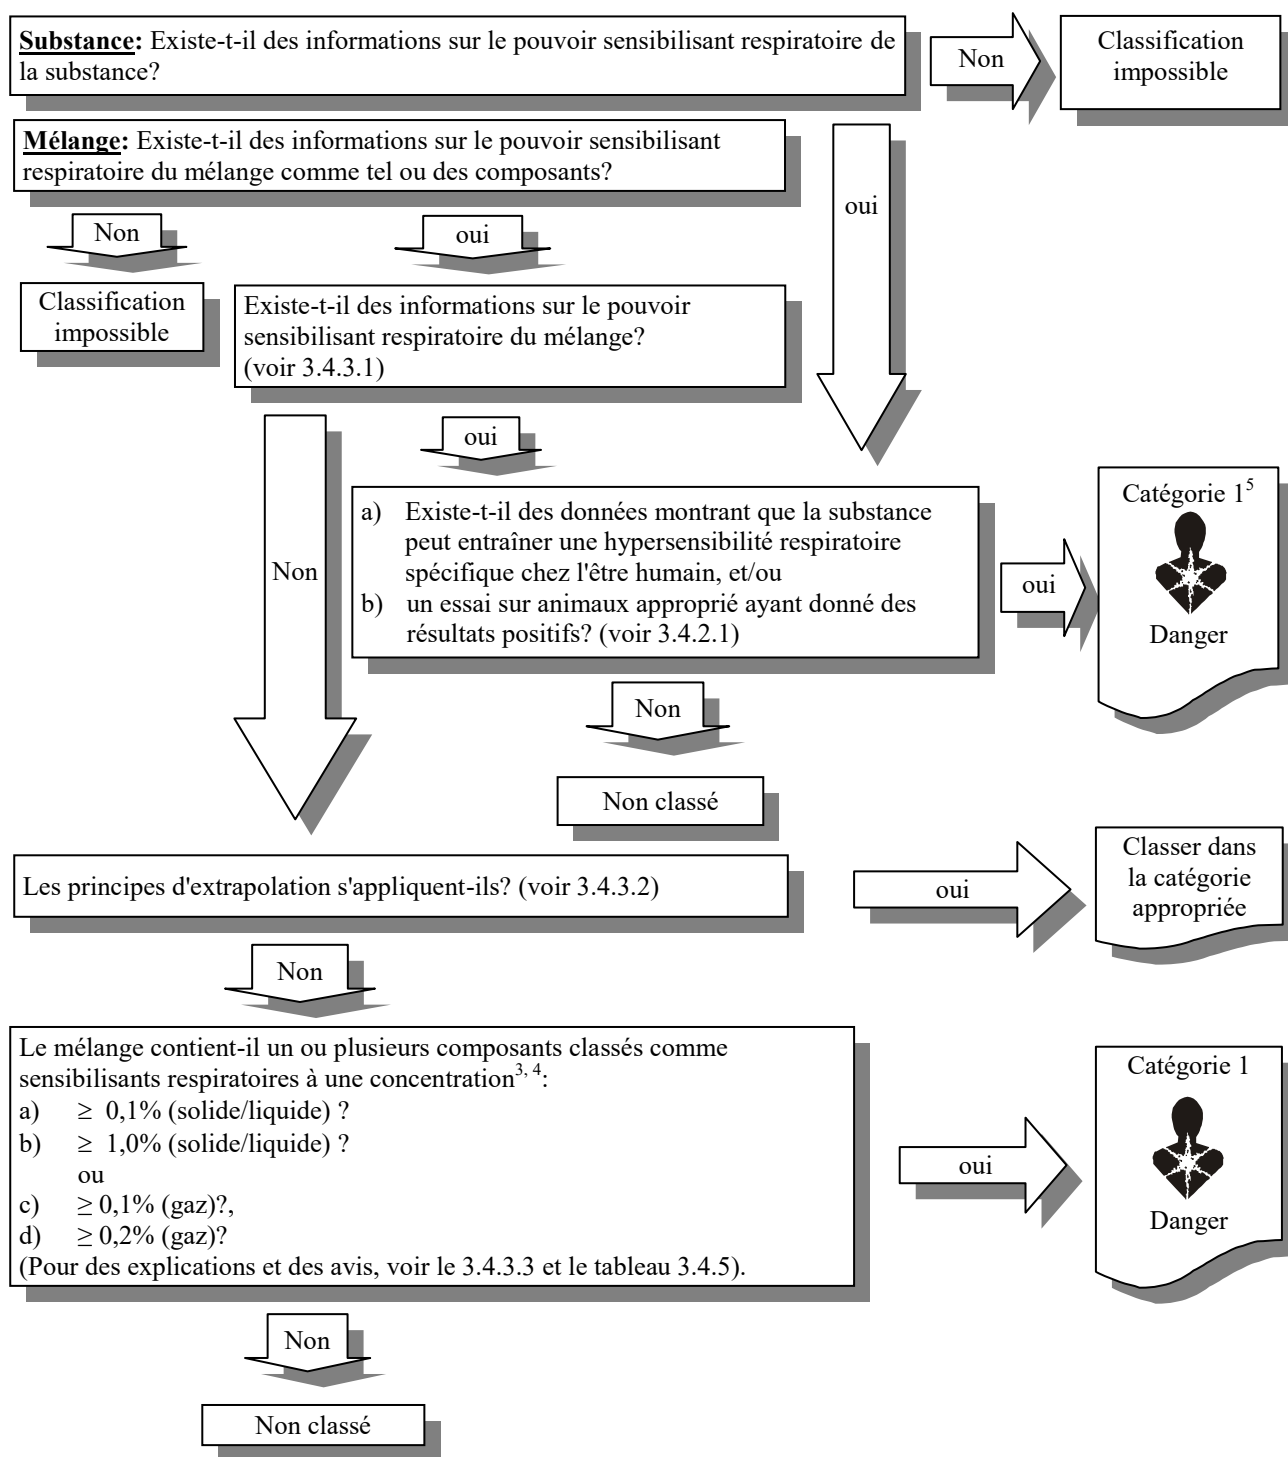 Substance: Existe-t-il des informations sur le pouvoir sensibilisant respiratoire de
la substance?
Non
Classification
impossible
Mélange: Existe-t-il des informations sur le pouvoir sensibilisant
respiratoire du mélange comme tel ou des composants?
oui
Non
oui
Classification
impossible
Existe-t-il des informations sur le pouvoir
sensibilisant respiratoire du mélange?
(voir 3.4.3.1)
oui
Non
a) Existe-t-il des données montrant que la substance
peut entraîner une hypersensibilité respiratoire
spécifique chez l'être humain, et/ou
b) un essai sur animaux approprié ayant donné des
résultats positifs? (voir 3.4.2.1)
oui
Catégorie 1⁵
Danger
Non
Non classé
Les principes d'extrapolation s'appliquent-ils? (voir 3.4.3.2)
oui
Classer dans
la catégorie
appropriée
Non
Le mélange contient-il un ou plusieurs composants classés comme
sensibilisants respiratoires à une concentration³, ⁴:
a) ≥ 0,1% (solide/liquide) ?
b) ≥ 1,0% (solide/liquide) ?
ou
c) ≥ 0,1% (gaz)?,
d) ≥ 0,2% (gaz)?
(Pour des explications et des avis, voir le 3.4.3.3 et le tableau 3.4.5).
oui
Catégorie 1
Danger
Non
Non classé